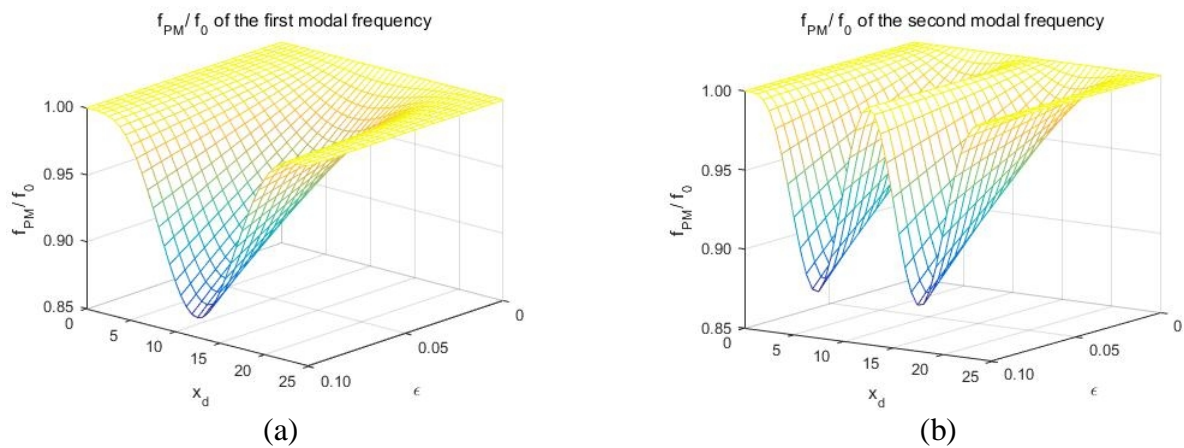 f_PM/ f_0 of the first modal frequency
f_PM/ f_0
1.00
0.95
0.90
0.85
0
5
10
15
20
25
x_d
0.10
0.05
0
ϵ
(a)
f_PM/ f_0 of the second modal frequency
f_PM/ f_0
1.00
0.95
0.90
0.85
0
5
10
15
20
25
x_d
0.10
0.05
0
ϵ
(b)